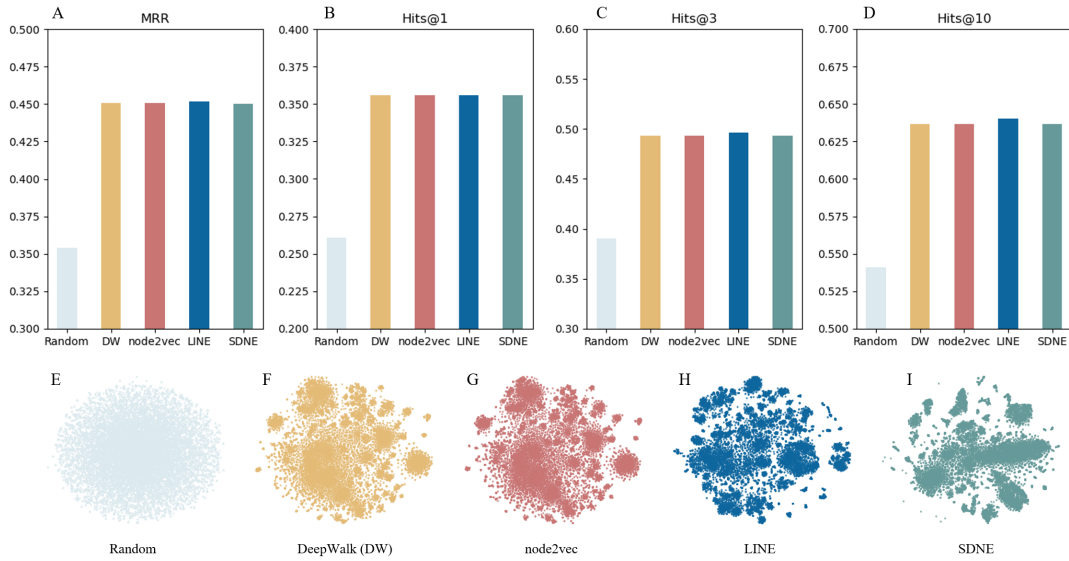 A MRR
0.500
0.475
0.450
0.425
0.400
0.375
0.350
0.325
0.300
Random DW node2vec LINE SDNE
B Hits@1
0.400
0.375
0.350
0.325
0.300
0.275
0.250
0.225
0.200
Random DW node2vec LINE SDNE
C Hits@3
0.60
0.55
0.50
0.45
0.40
0.35
0.30
Random DW node2vec LINE SDNE
D Hits@10
0.700
0.675
0.650
0.625
0.600
0.575
0.550
0.525
0.500
Random DW node2vec LINE SDNE
E
Random
F
DeepWalk (DW)
G
node2vec
H
LINE
I
SDNE